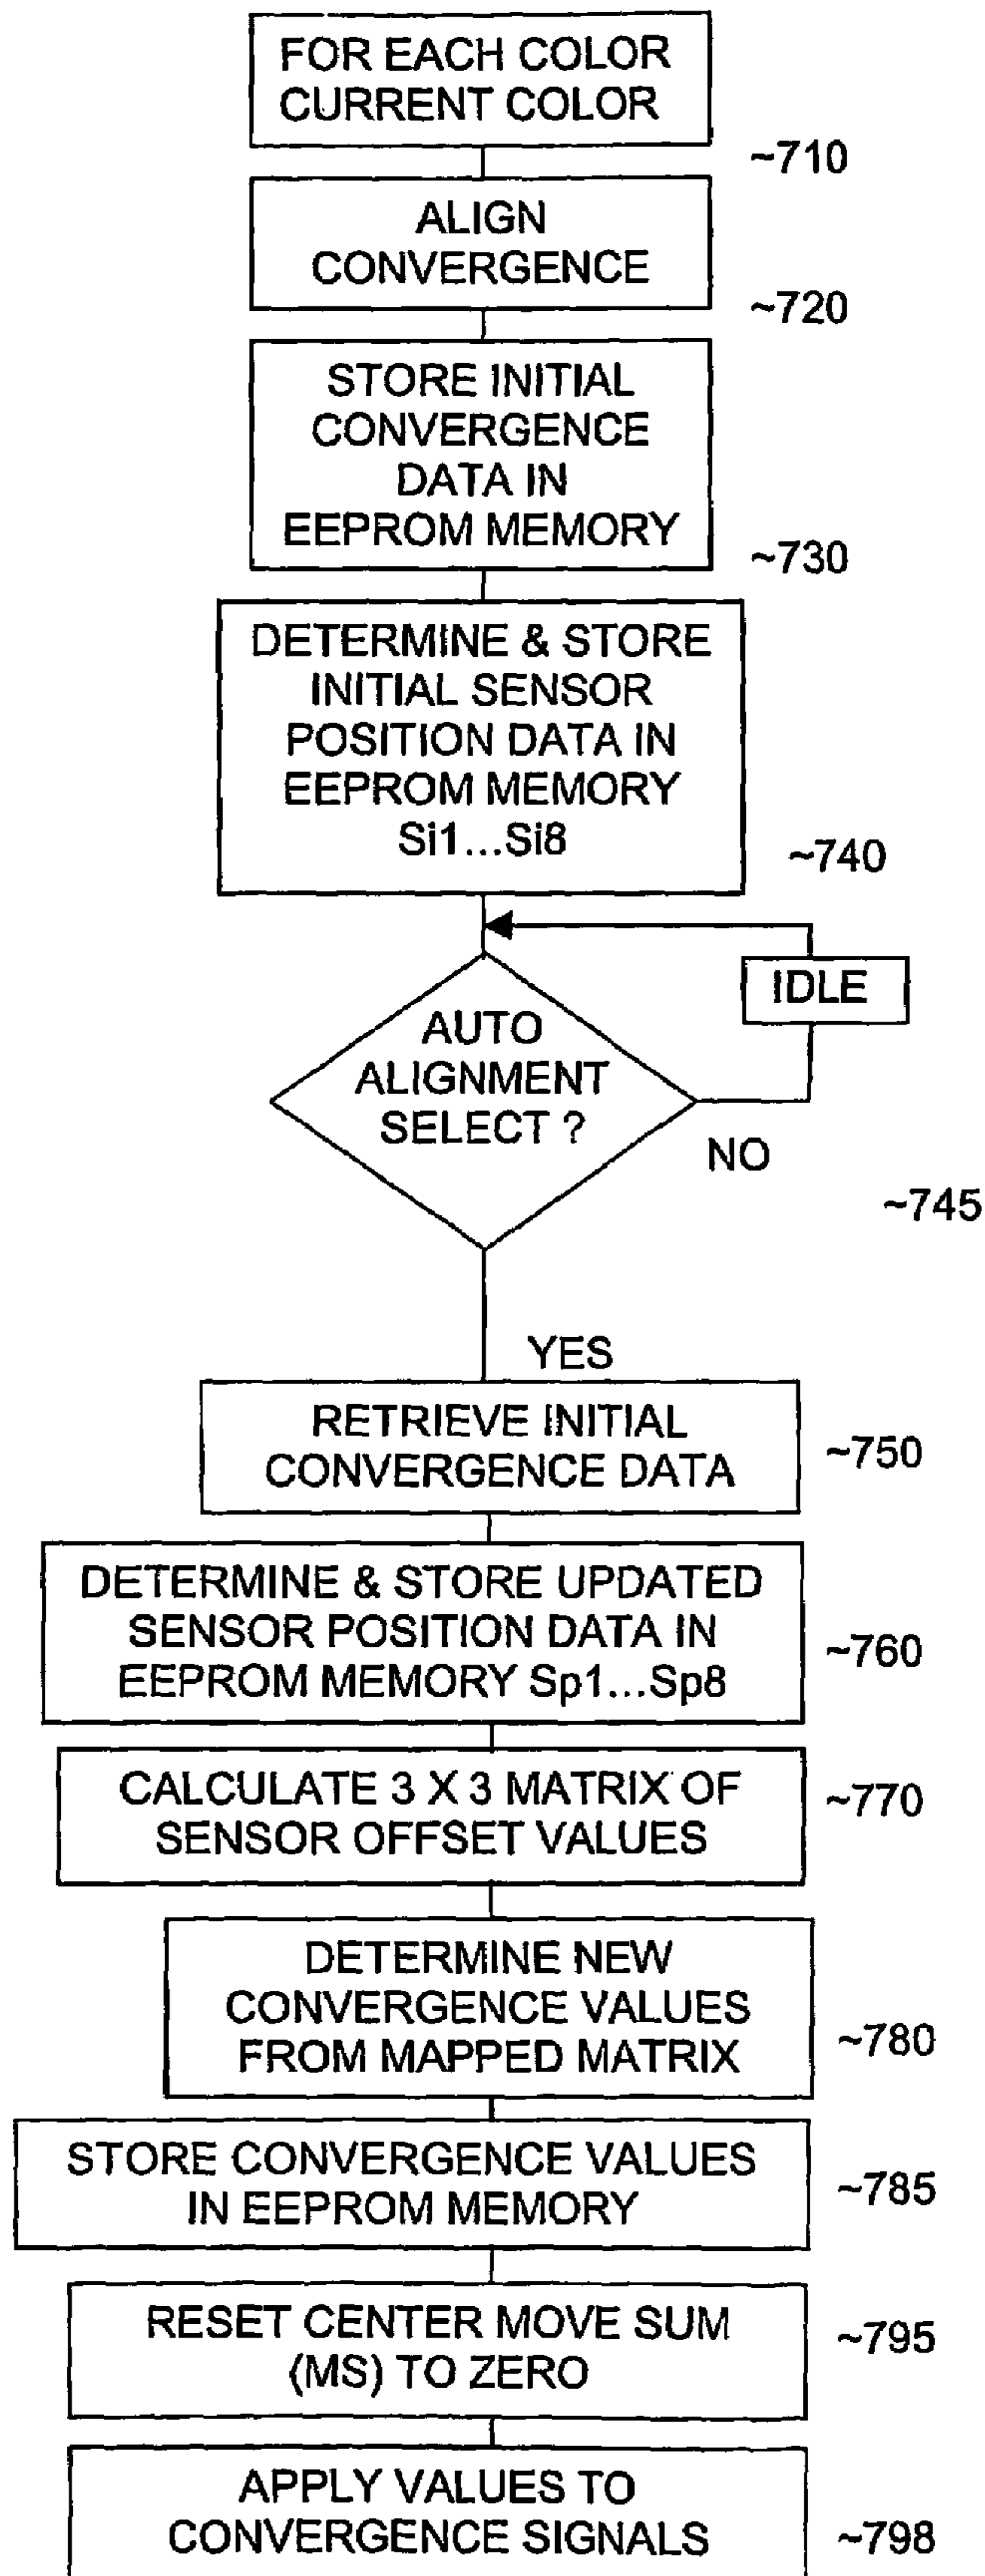 FOR EACH COLOR
CURRENT COLOR
~710
ALIGN
CONVERGENCE
~720
STORE INITIAL
CONVERGENCE
DATA IN
EEPROM MEMORY
~730
DETERMINE & STORE
INITIAL SENSOR
POSITION DATA IN
EEPROM MEMORY
Si1...Si8
~740
IDLE
AUTO
ALIGNMENT
SELECT ?
NO
~745
YES
RETRIEVE INITIAL
CONVERGENCE DATA
~750
DETERMINE & STORE UPDATED
SENSOR POSITION DATA IN
EEPROM MEMORY Sp1...Sp8
~760
CALCULATE 3 X 3 MATRIX OF
SENSOR OFFSET VALUES
~770
DETERMINE NEW
CONVERGENCE VALUES
FROM MAPPED MATRIX
~780
STORE CONVERGENCE VALUES
IN EEPROM MEMORY
~785
RESET CENTER MOVE SUM
(MS) TO ZERO
~795
APPLY VALUES TO
CONVERGENCE SIGNALS
~798